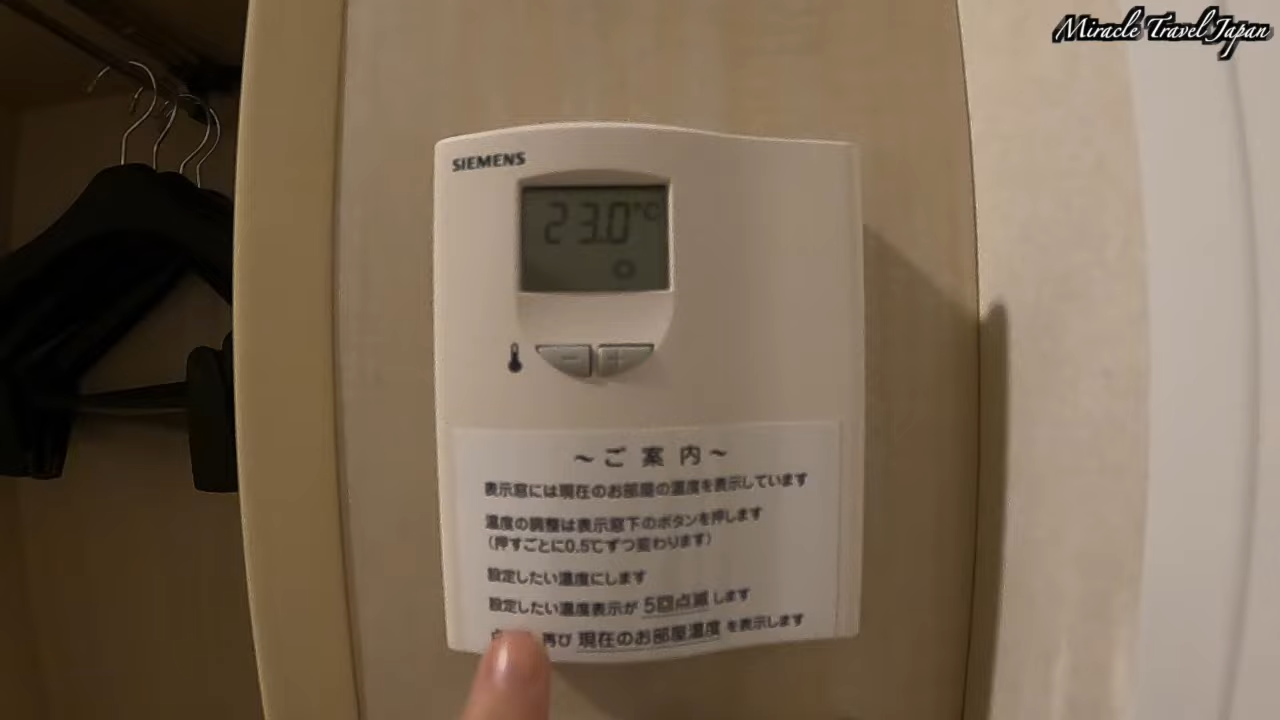 Miracle Travel Japan
SIEMENS
23.0°C
～ご 案 内～
表示窓には現在のお部屋の温度を表示しています
温度の調整は表示窓下のボタンを押します
（押すごとに0.5℃ずつ変わります）
設定したい温度にします
設定したい温度表示が 5回点滅 します
再び 現在のお部屋温度 を表示します